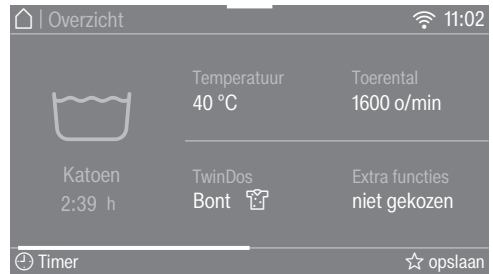 | Overzicht
11:02
Temperatuur
40 °C
Toerental
1600 o/min
Katoen
2:39 h
TwinDos
Bont
Extra functies
niet gekozen
Timer
opslaan